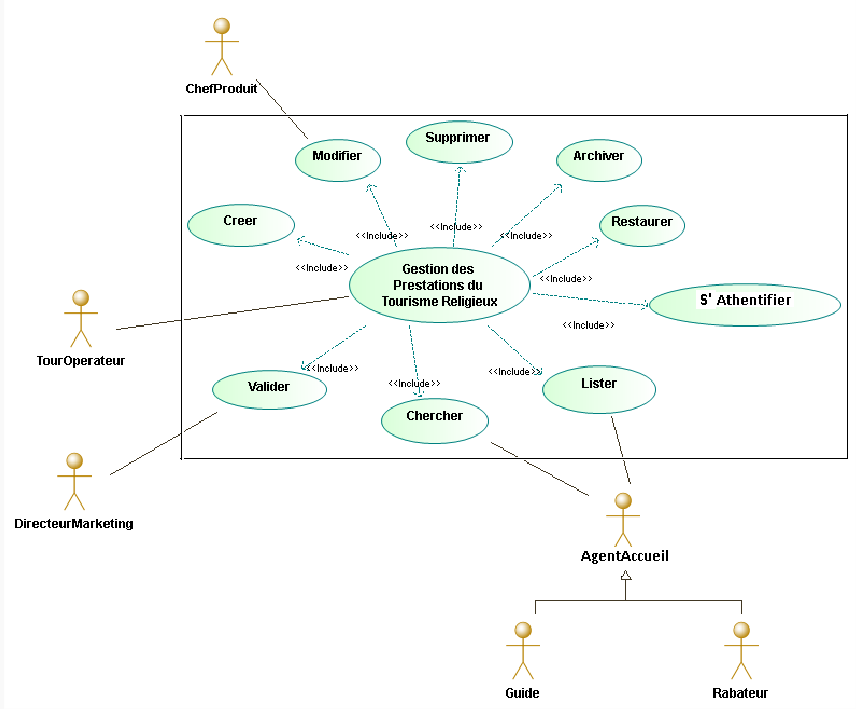 ChefProduit
Supprimer
Modifier
Archiver
Creer
Restaurer
<<Include>>
<<Include>>
<<Include>>
<<Include>>
Gestion des
Prestations du
Tourisme Religieux
<<Include>>
S' Athentifier
<<Include>>
TourOperateur
<<Include>>
<<Include>>
<<Include>>
Valider
Chercher
Lister
DirecteurMarketing
AgentAccueil
Guide
Rabateur